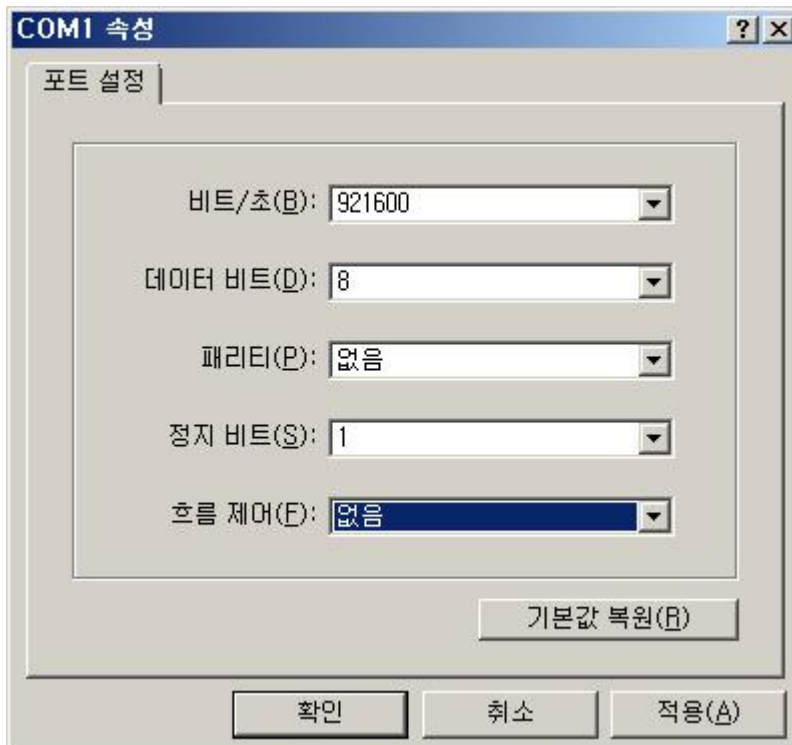 COM1 속성
포트 설정
비트/초(B): 921600
데이터 비트(D): 8
패리티(P): 없음
정지 비트(S): 1
흐름 제어(F): 없음
기본값 복원(R)
확인 취소 적용(A)